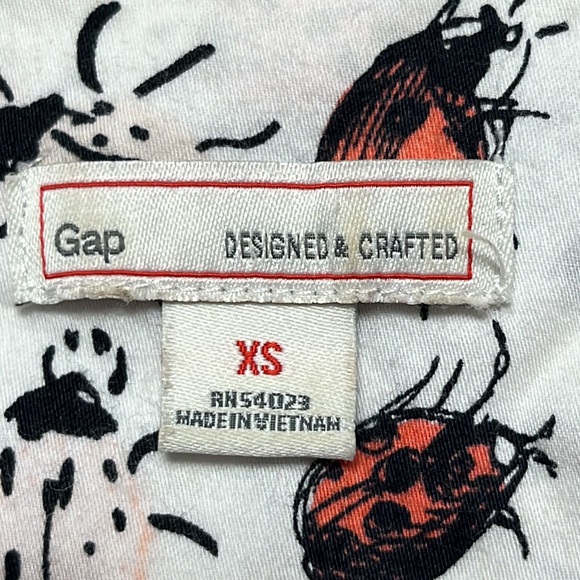 Gap DESIGNED & CRAFTED
XS
RN54023
MADE IN VIETNAM